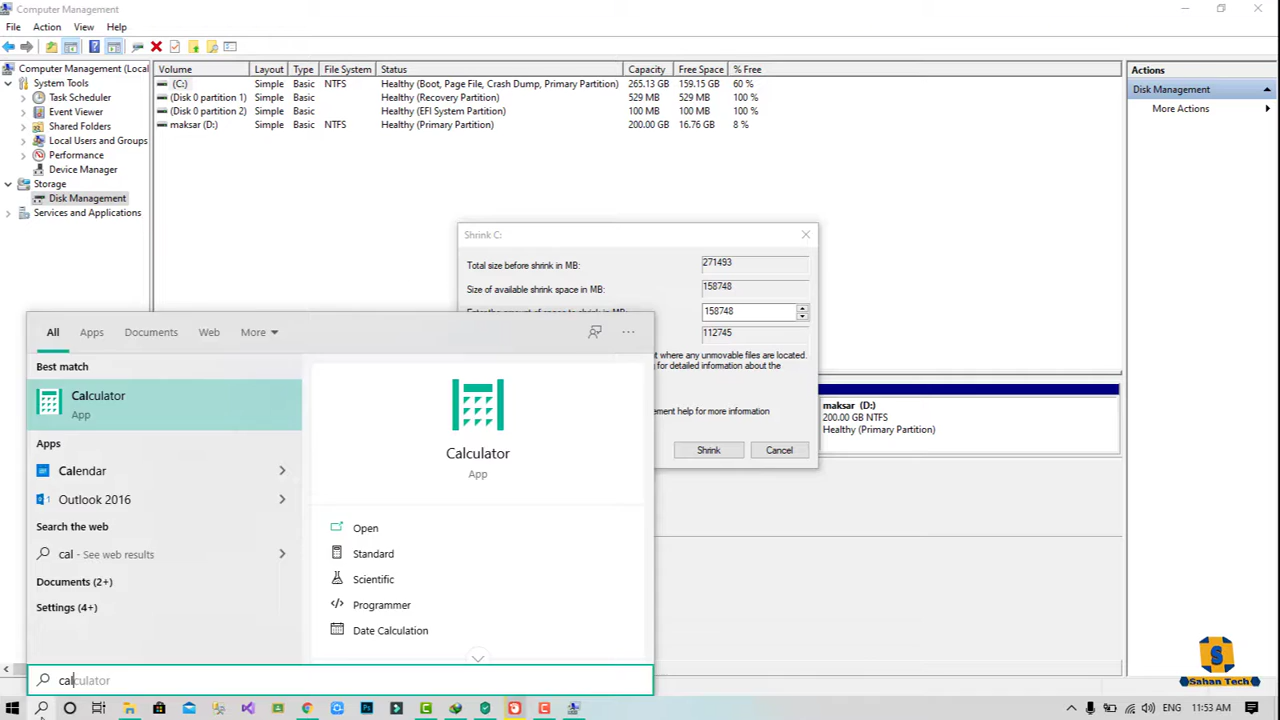 Computer Management
File Action View Help
Computer Management (Local
System Tools
Task Scheduler
Event Viewer
Shared Folders
Local Users and Groups
Performance
Device Manager
Storage
Disk Management
Services and Applications
Volume Layout Type File System Status Capacity Free Space % Free
(C:) Simple Basic NTFS Healthy (Boot, Page File, Crash Dump, Primary Partition) 265.13 GB 159.15 GB 60 %
(Disk 0 partition 1) Simple Basic Healthy (Recovery Partition) 529 MB 529 MB 100 %
(Disk 0 partition 2) Simple Basic Healthy (EFI System Partition) 100 MB 100 MB 100 %
maksar (D:) Simple Basic NTFS Healthy (Primary Partition) 200.00 GB 16.76 GB 8 %
Actions
Disk Management
More Actions
Shrink C:
Total size before shrink in MB: 271493
Size of available shrink space in MB: 158748
Enter the amount of space to shrink in MB: 158748
112745
t where any unmovable files are located.
for detailed information about the
ement help for more information
Shrink Cancel
maksar (D:)
200.00 GB NTFS
Healthy (Primary Partition)
All Apps Documents Web More
Best match
Calculator
App
Apps
Calendar
Outlook 2016
Search the web
cal - See web results
Documents (2+)
Settings (4+)
Calculator
App
Open
Standard
Scientific
Programmer
Date Calculation
calculator
Sahan Tech
ENG 11:53 AM